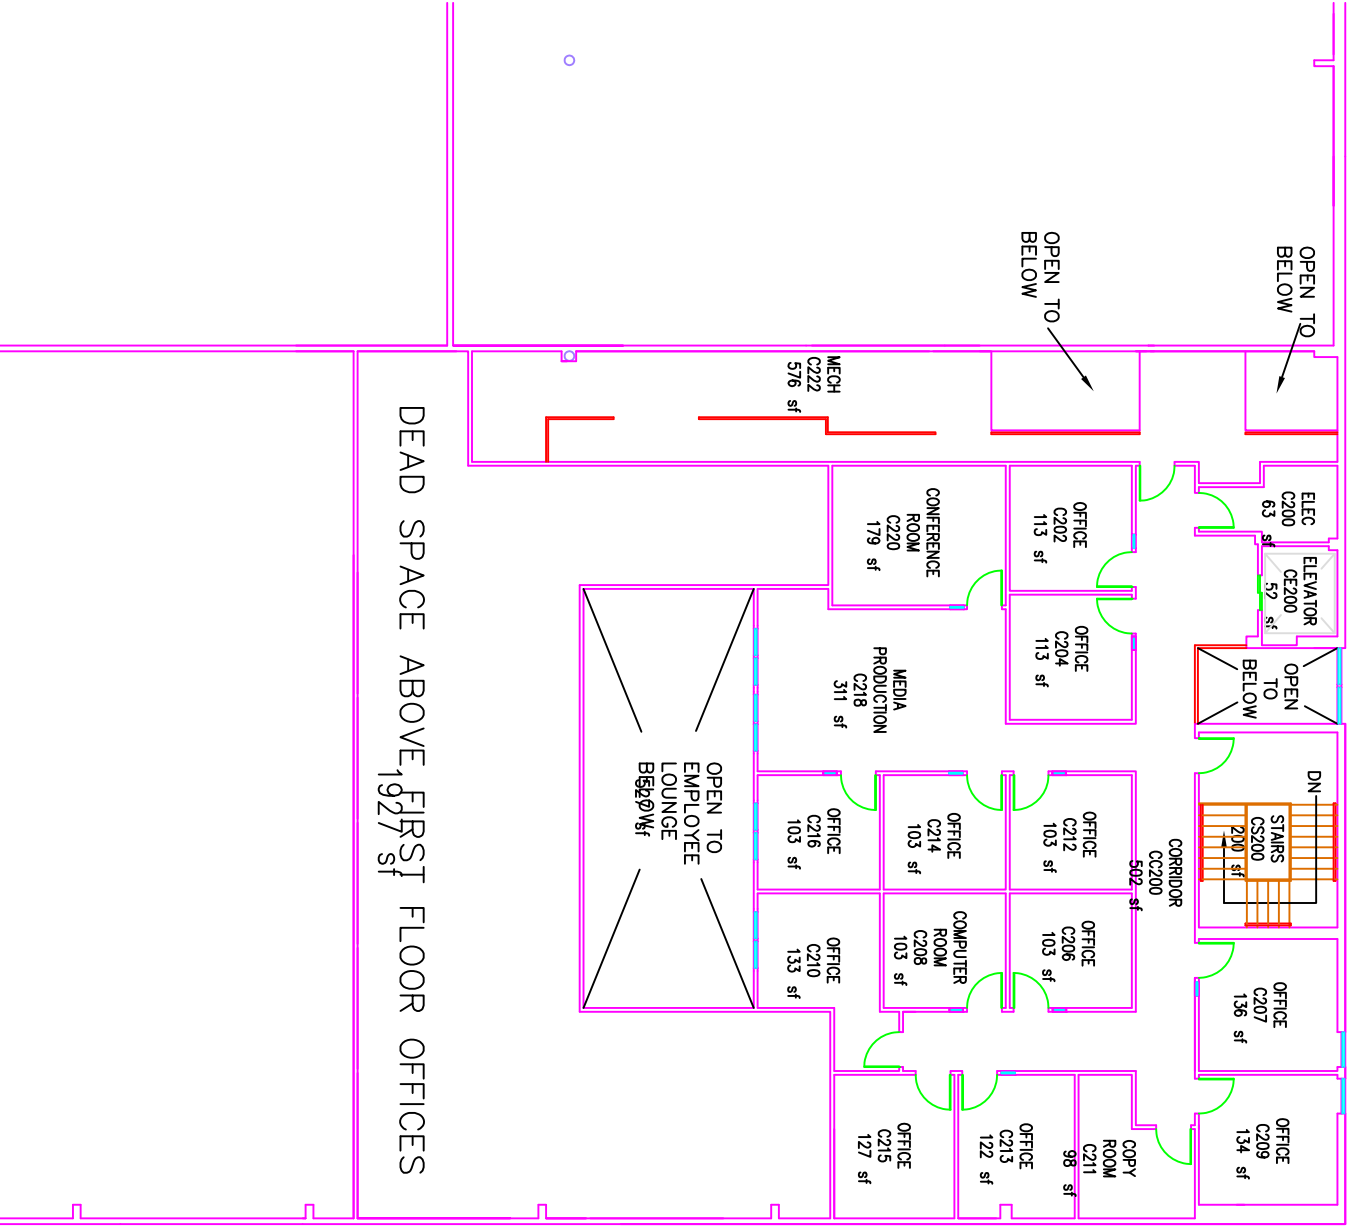 OPEN TO
BELOW
OPEN TO
BELOW
MECH
C222
576 sf
ELEC
C200
63 sf
ELEVATOR
CE200
52 sf
OPEN
TO
BELOW
CONFERENCE
ROOM
C220
179 sf
OFFICE
C202
113 sf
OFFICE
C204
113 sf
MEDIA
PRODUCTION
C218
311 sf
DN
STAIRS
CS200
200 sf
CORRIDOR
CC200
502 sf
OFFICE
C212
103 sf
OFFICE
C214
103 sf
OFFICE
C216
103 sf
OPEN TO
EMPLOYEE
LOUNGE
BELOW
OFFICE
C206
103 sf
COMPUTER
ROOM
C208
103 sf
OFFICE
C210
133 sf
OFFICE
C207
136 sf
OFFICE
C209
134 sf
COPY
ROOM
C211
98 sf
OFFICE
C213
122 sf
OFFICE
C215
127 sf
DEAD SPACE ABOVE FIRST FLOOR OFFICES
1927 sf